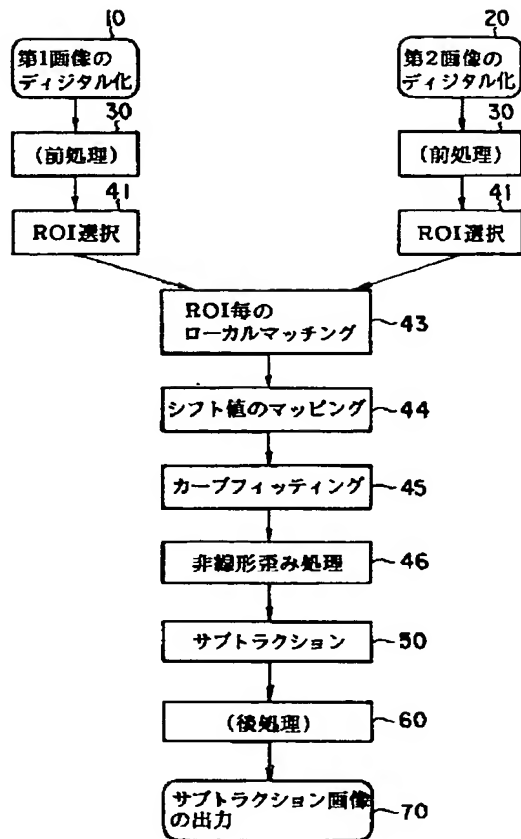 10
第1画像の
ディジタル化
20
第2画像の
ディジタル化
30
(前処理)
30
(前処理)
41
ROI選択
41
ROI選択
ROI毎の
ローカルマッチング
43
シフト値のマッピング
44
カーブフィッティング
45
非線形歪み処理
46
サブトラクション
50
(後処理)
60
サブトラクション画像
の出力
70